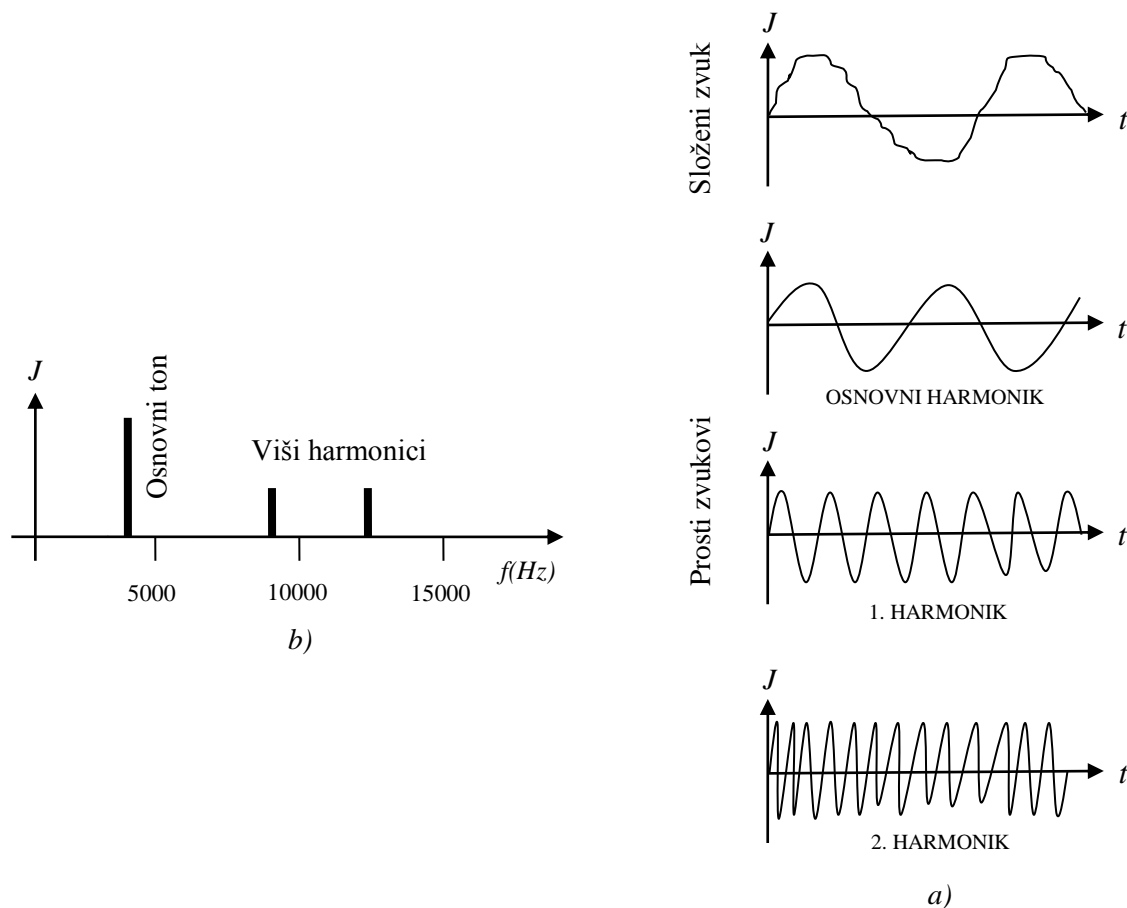 J
Osnovni ton
Viši harmonici
5000
10000
15000
f(Hz)
b)
Složeni zvuk
J
t
J
t
OSNOVNI HARMONIK
Prosti zvukovi
J
t
1. HARMONIK
J
t
2. HARMONIK
a)